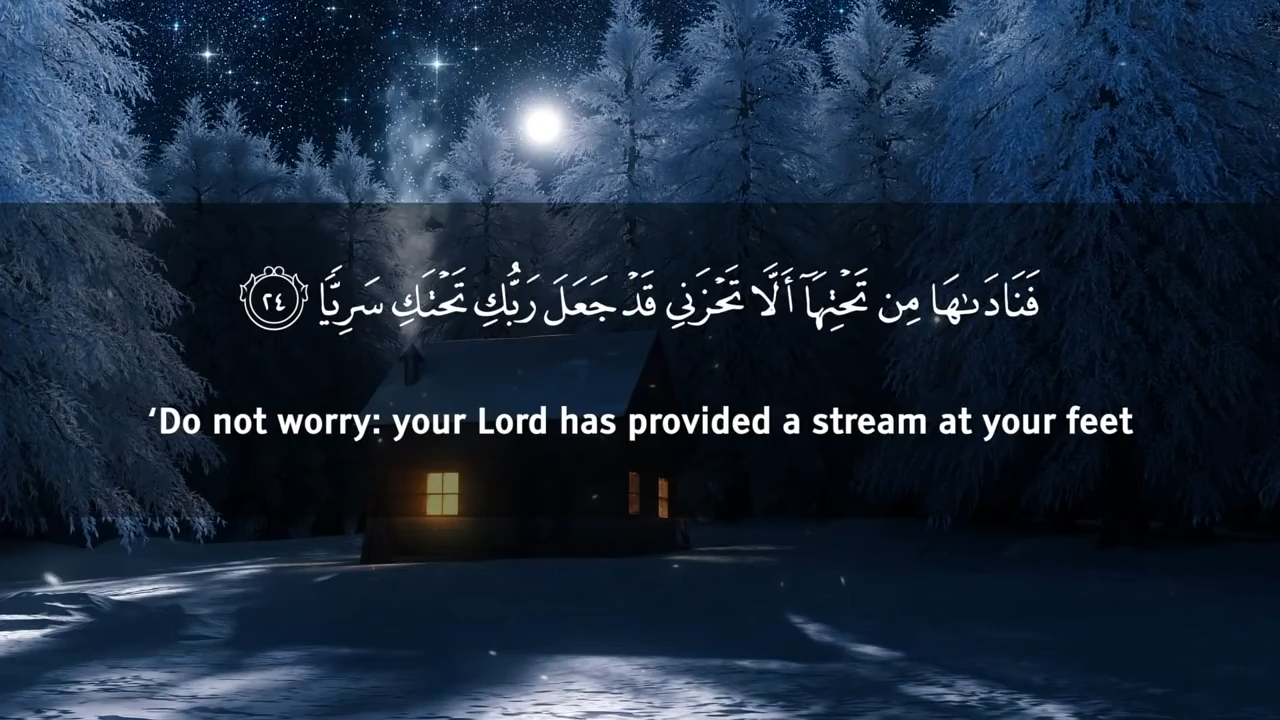 فَنَادَىٰهَا مِن تَحْتِهَآ أَلَّا تَحْزَنِي قَدْ جَعَلَ رَبُّكِ تَحْتَكِ سَرِيًّا ٢٤
‘Do not worry: your Lord has provided a stream at your feet